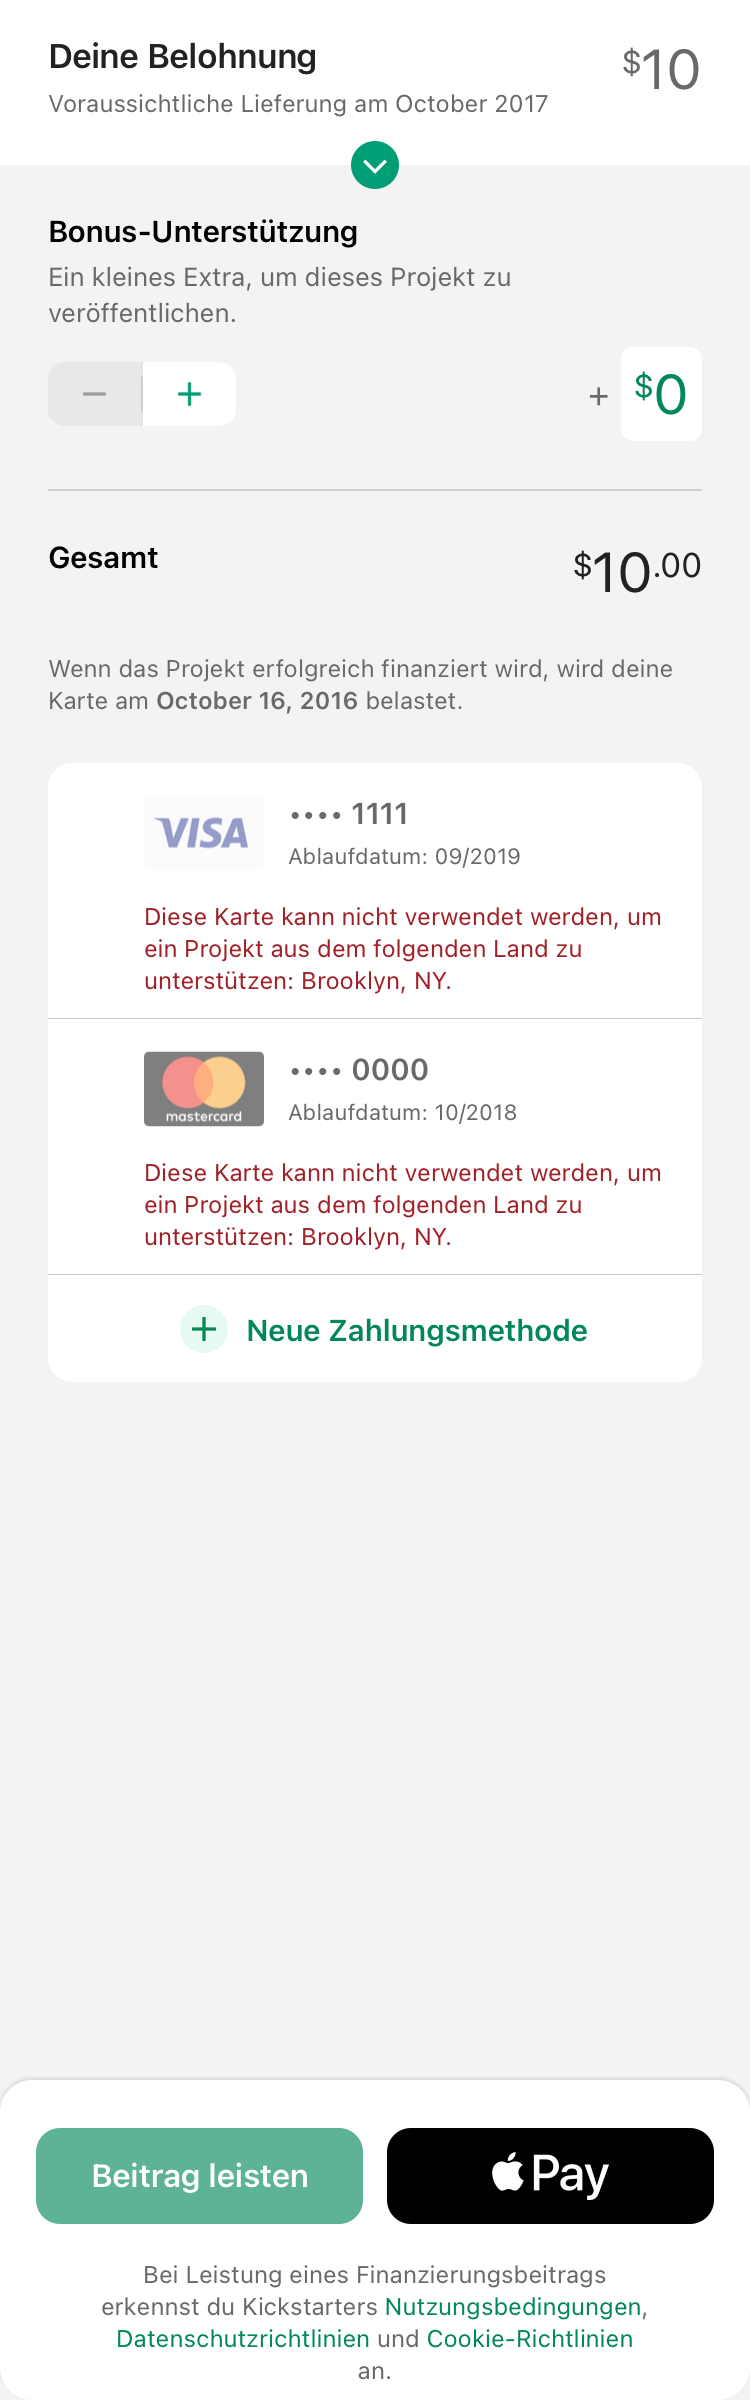 Deine Belohnung
$10
Voraussichtliche Lieferung am October 2017
Bonus-Unterstützung
Ein kleines Extra, um dieses Projekt zu
veröffentlichen.
− +
+ $0
Gesamt
$10.00
Wenn das Projekt erfolgreich finanziert wird, wird deine
Karte am October 16, 2016 belastet.
VISA
•••• 1111
Ablaufdatum: 09/2019
Diese Karte kann nicht verwendet werden, um
ein Projekt aus dem folgenden Land zu
unterstützen: Brooklyn, NY.
mastercard
•••• 0000
Ablaufdatum: 10/2018
Diese Karte kann nicht verwendet werden, um
ein Projekt aus dem folgenden Land zu
unterstützen: Brooklyn, NY.
+ Neue Zahlungsmethode
Beitrag leisten
Pay
Bei Leistung eines Finanzierungsbeitrags
erkennst du Kickstarters Nutzungsbedingungen,
Datenschutzrichtlinien und Cookie-Richtlinien
an.